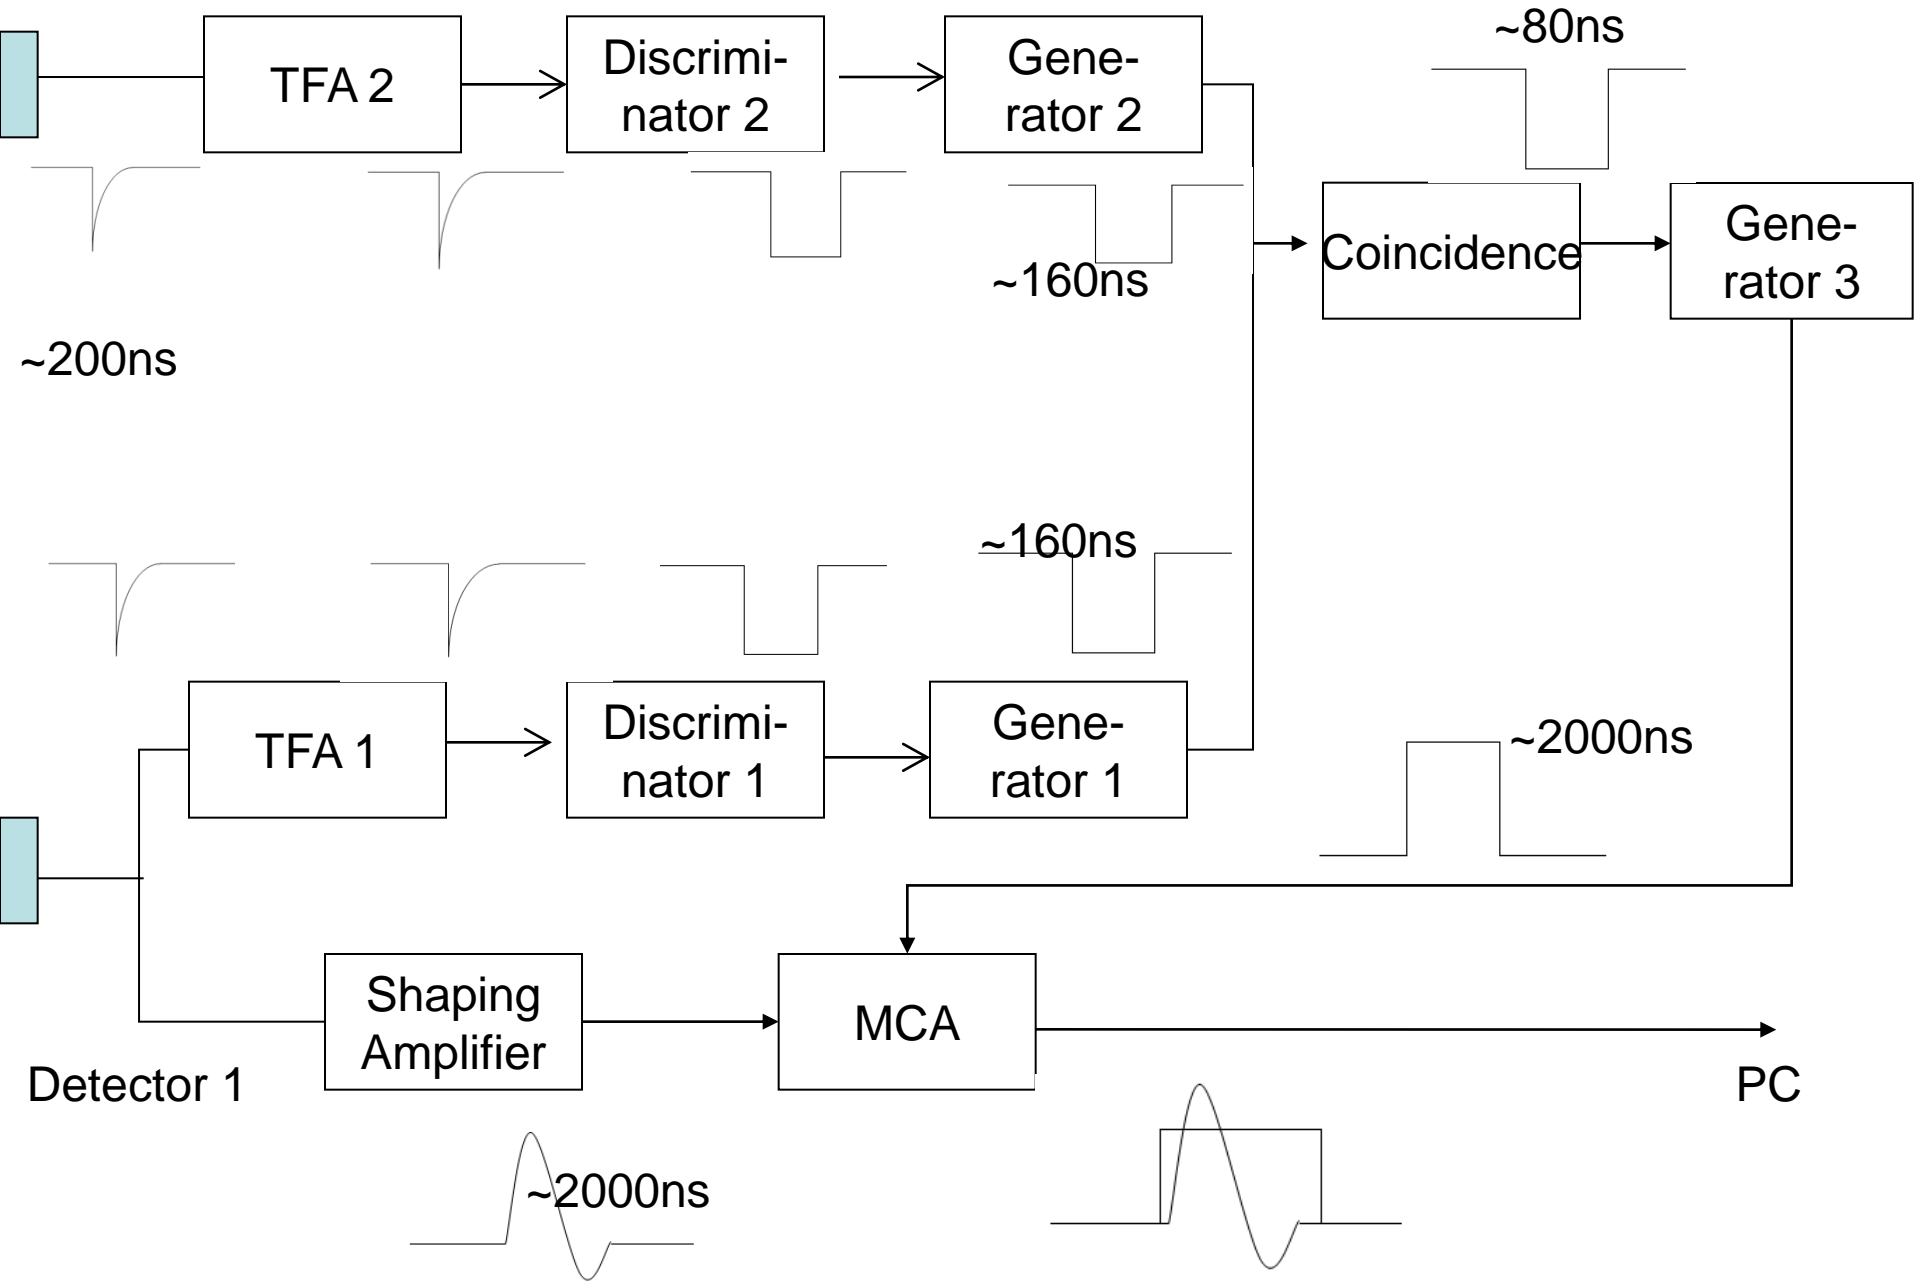 ~80ns
TFA 2
Discrimi-
nator 2
Gene-
rator 2
Coincidence
Gene-
rator 3
~160ns
~200ns
~160ns
TFA 1
Discrimi-
nator 1
Gene-
rator 1
~2000ns
Shaping
Amplifier
MCA
Detector 1
PC
~2000ns